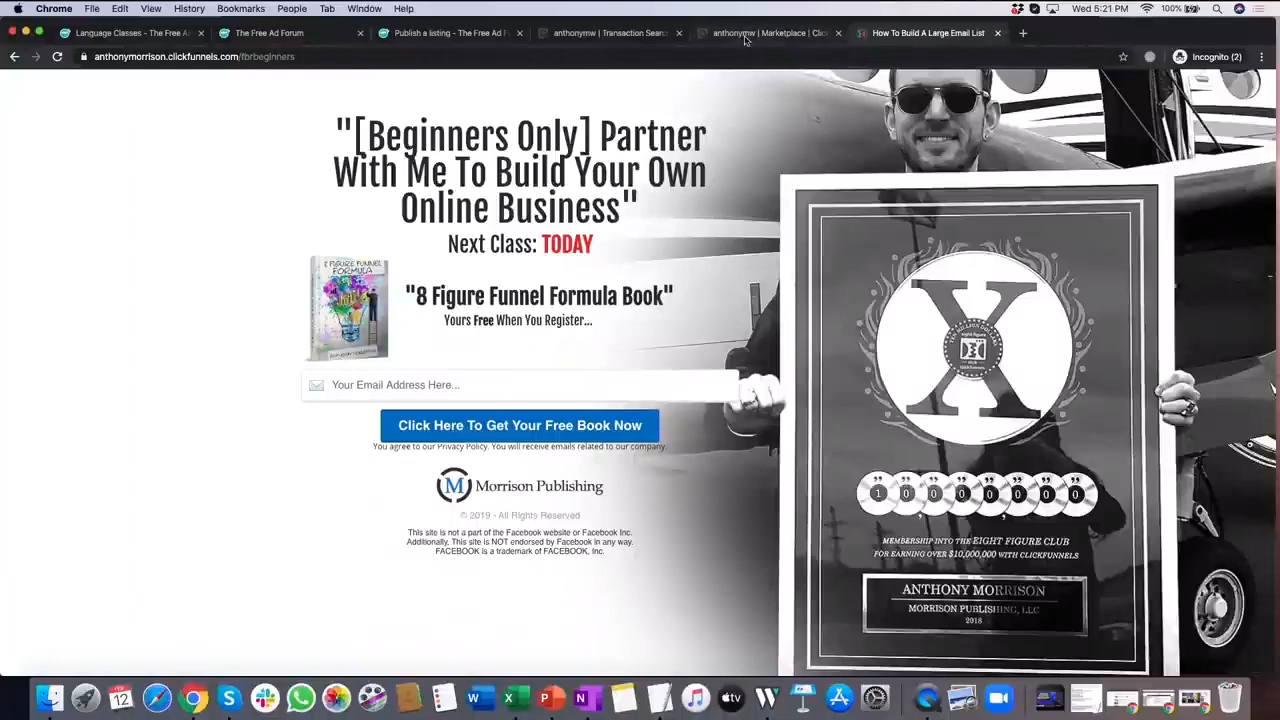 Chrome File Edit View History Bookmarks People Tab Window Help
100% Wed 5:21 PM
Language Classes - The Free A
The Free Ad Forum
Publish a listing - The Free Ad F
anthonymw | Transaction Searc
anthonymw | Marketplace | Clic
How To Build A Large Email List
anthonymorrison.clickfunnels.com/fbrbeginners
Incognito (2)
"[Beginners Only] Partner
With Me To Build Your Own
Online Business"
Next Class: TODAY
8 FIGURE FUNNEL
FORMULA
"8 Figure Funnel Formula Book"
Yours Free When You Register...
Your Email Address Here...
Click Here To Get Your Free Book Now
You agree to our Privacy Policy. You will receive emails related to our company.
M Morrison Publishing
© 2019 - All Rights Reserved
This site is not a part of the Facebook website or Facebook Inc.
Additionally, This site is NOT endorsed by Facebook in any way.
FACEBOOK is a trademark of FACEBOOK, Inc.
X
TEN MILLION DOLLARS
1 0,0 0 0 0,0 0 0
MEMBERSHIP INTO THE EIGHT FIGURE CLUB
FOR EARNING OVER $10,000,000 WITH CLICKFUNNELS
ANTHONY MORRISON
MORRISON PUBLISHING, LLC
2018